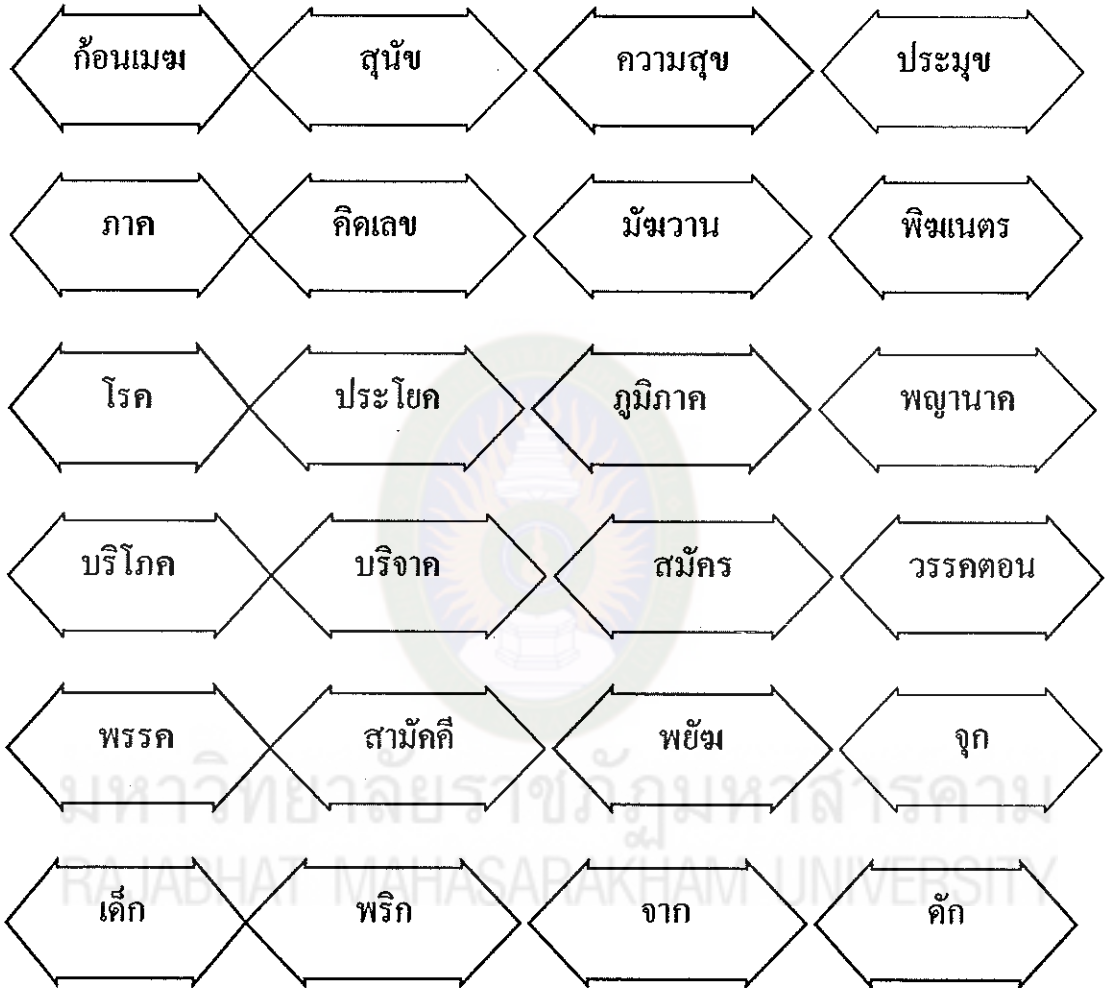 ก้อนเมฆ สุนัข ความสุข ประมุข
ภาค คิดเลข มัฆวาน พิฆเนตร
โรค ประโยค ภูมิภาค พญานาค
บริโภค บริจาค สมัคร วรรคตอน
พรรค สามัคคี พยัฆ จุก
มหาวิทยาลัยราชภัฏมหาสารคาม
RAJABHAT MAHASARAKHAM UNIVERSITY
เด็ก พริก จาก ดัก